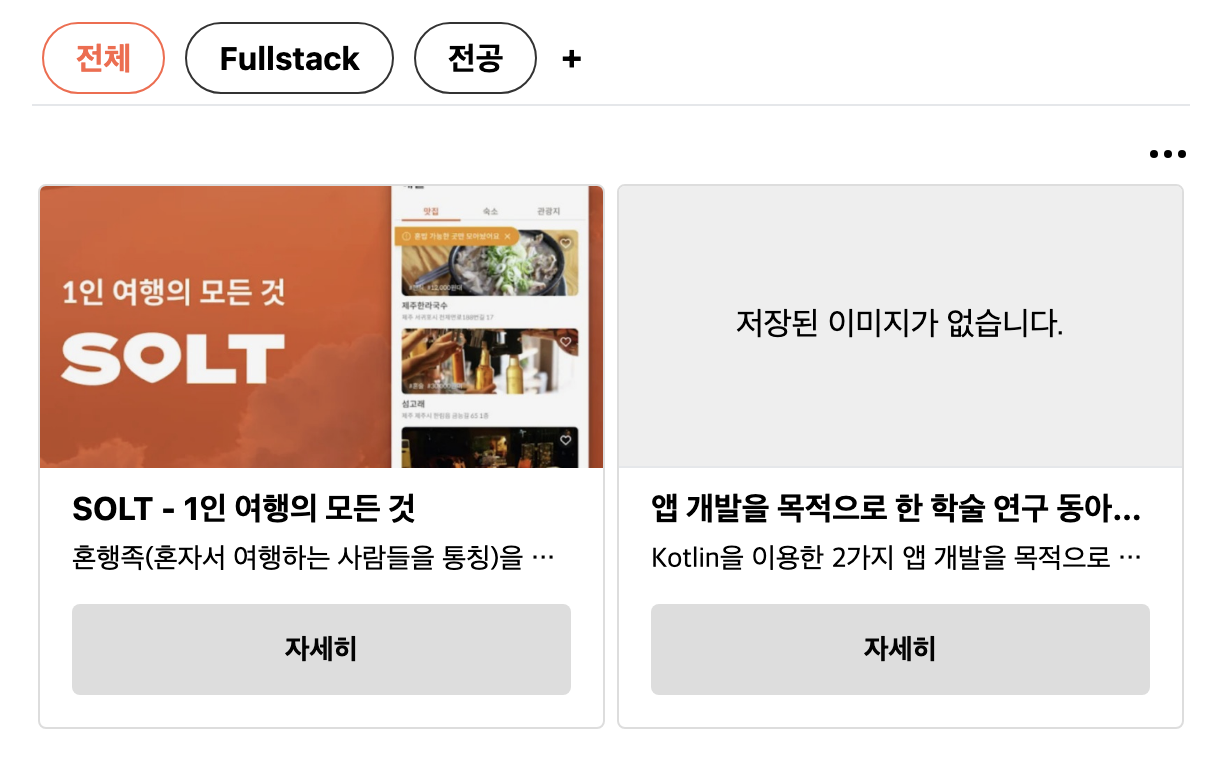 전체
Fullstack
전공
+
맛집
숙소
관광지
혼밥 가능한 곳만 모아놨어요 ×
제주한라국수
섬고래
1인 여행의 모든 것
SOLT
저장된 이미지가 없습니다.
SOLT - 1인 여행의 모든 것
혼행족(혼자서 여행하는 사람들을 통칭)을 ···
자세히
앱 개발을 목적으로 한 학술 연구 동아...
Kotlin을 이용한 2가지 앱 개발을 목적으로 ···
자세히